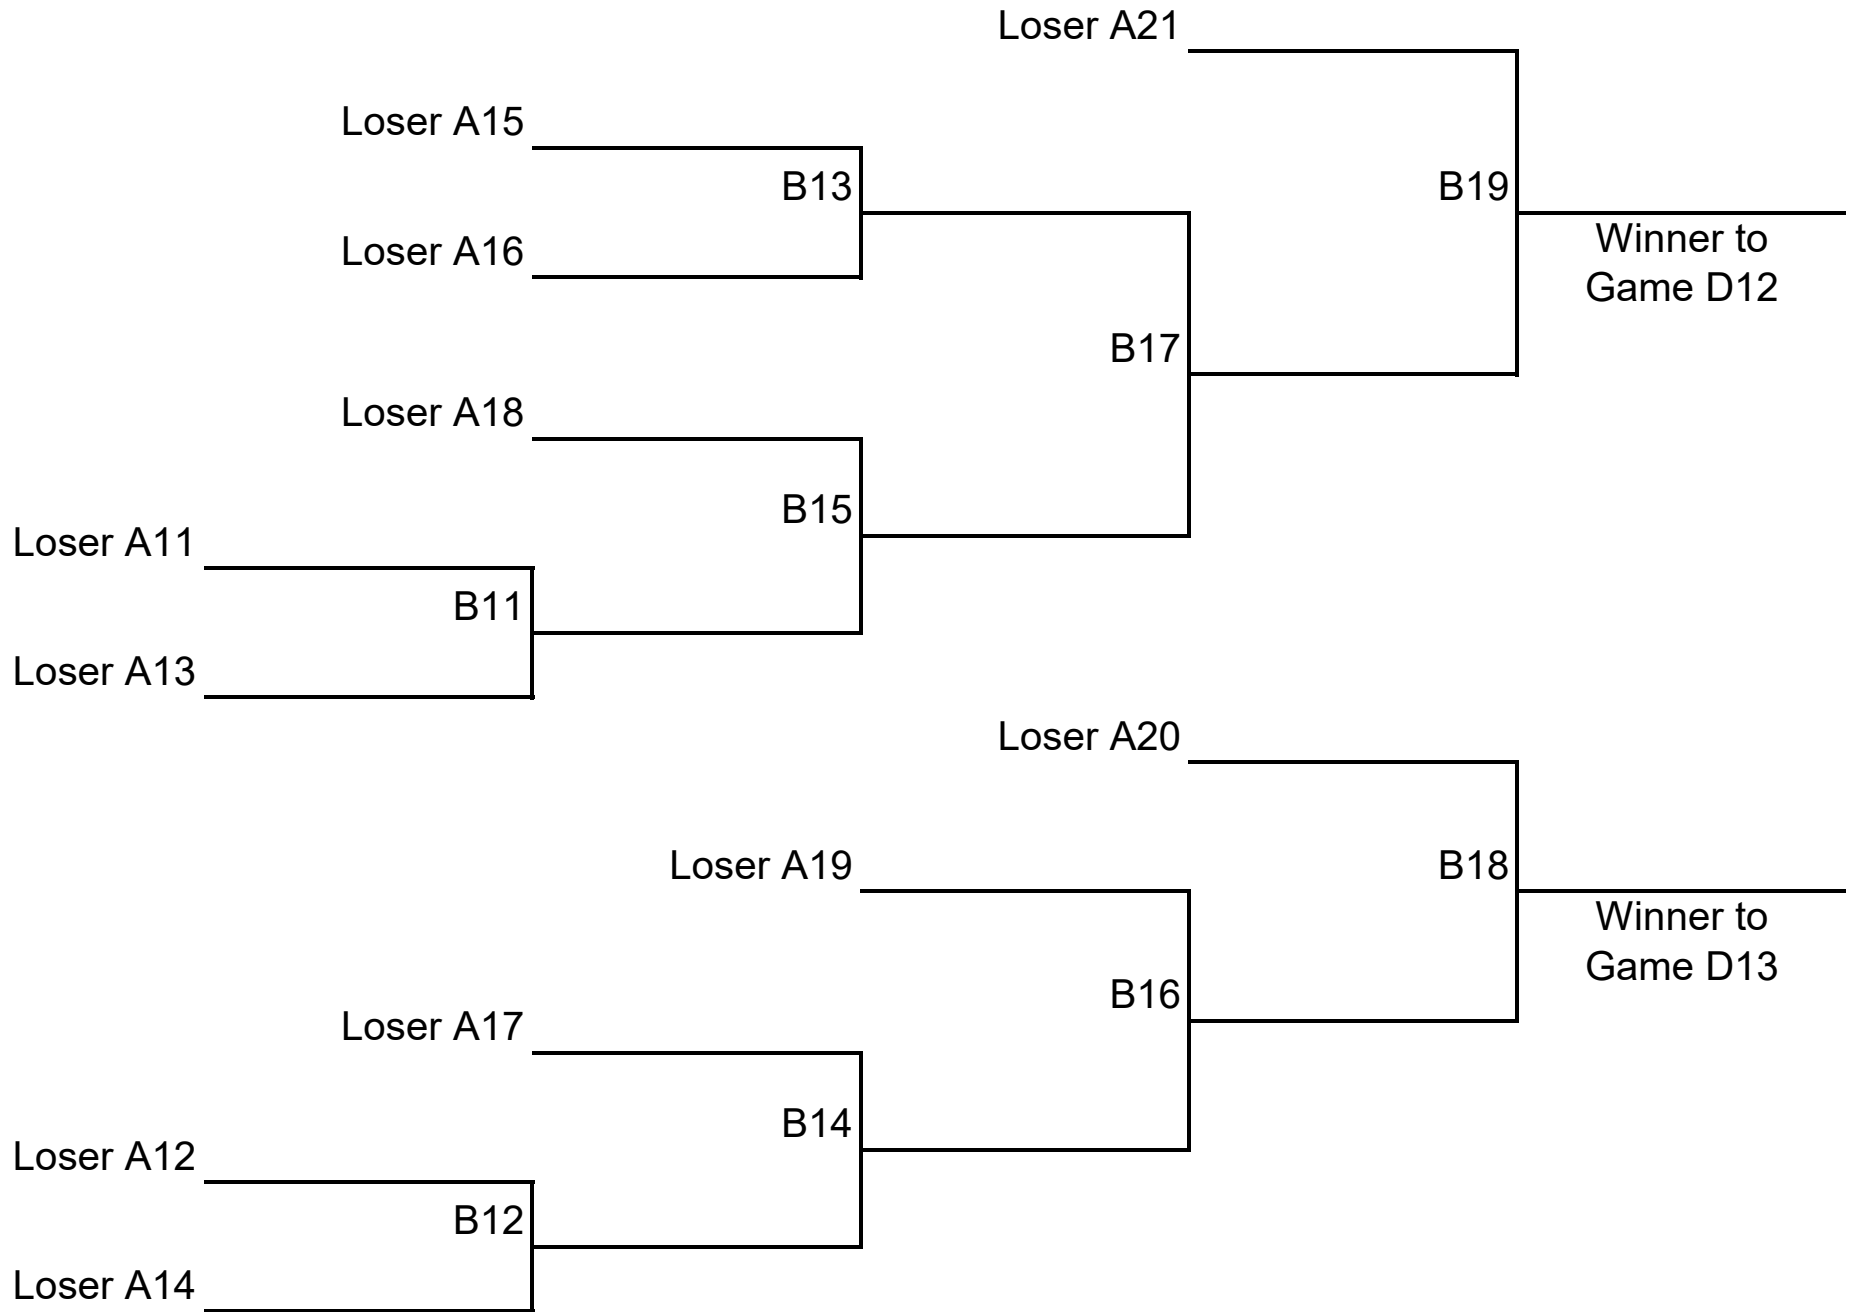 Loser A21
Loser A15
B13
B19
Loser A16
Winner to
Game D12
B17
Loser A18
B15
Loser A11
B11
Loser A13
Loser A20
Loser A19
B18
Winner to
Game D13
B16
Loser A17
B14
Loser A12
B12
Loser A14